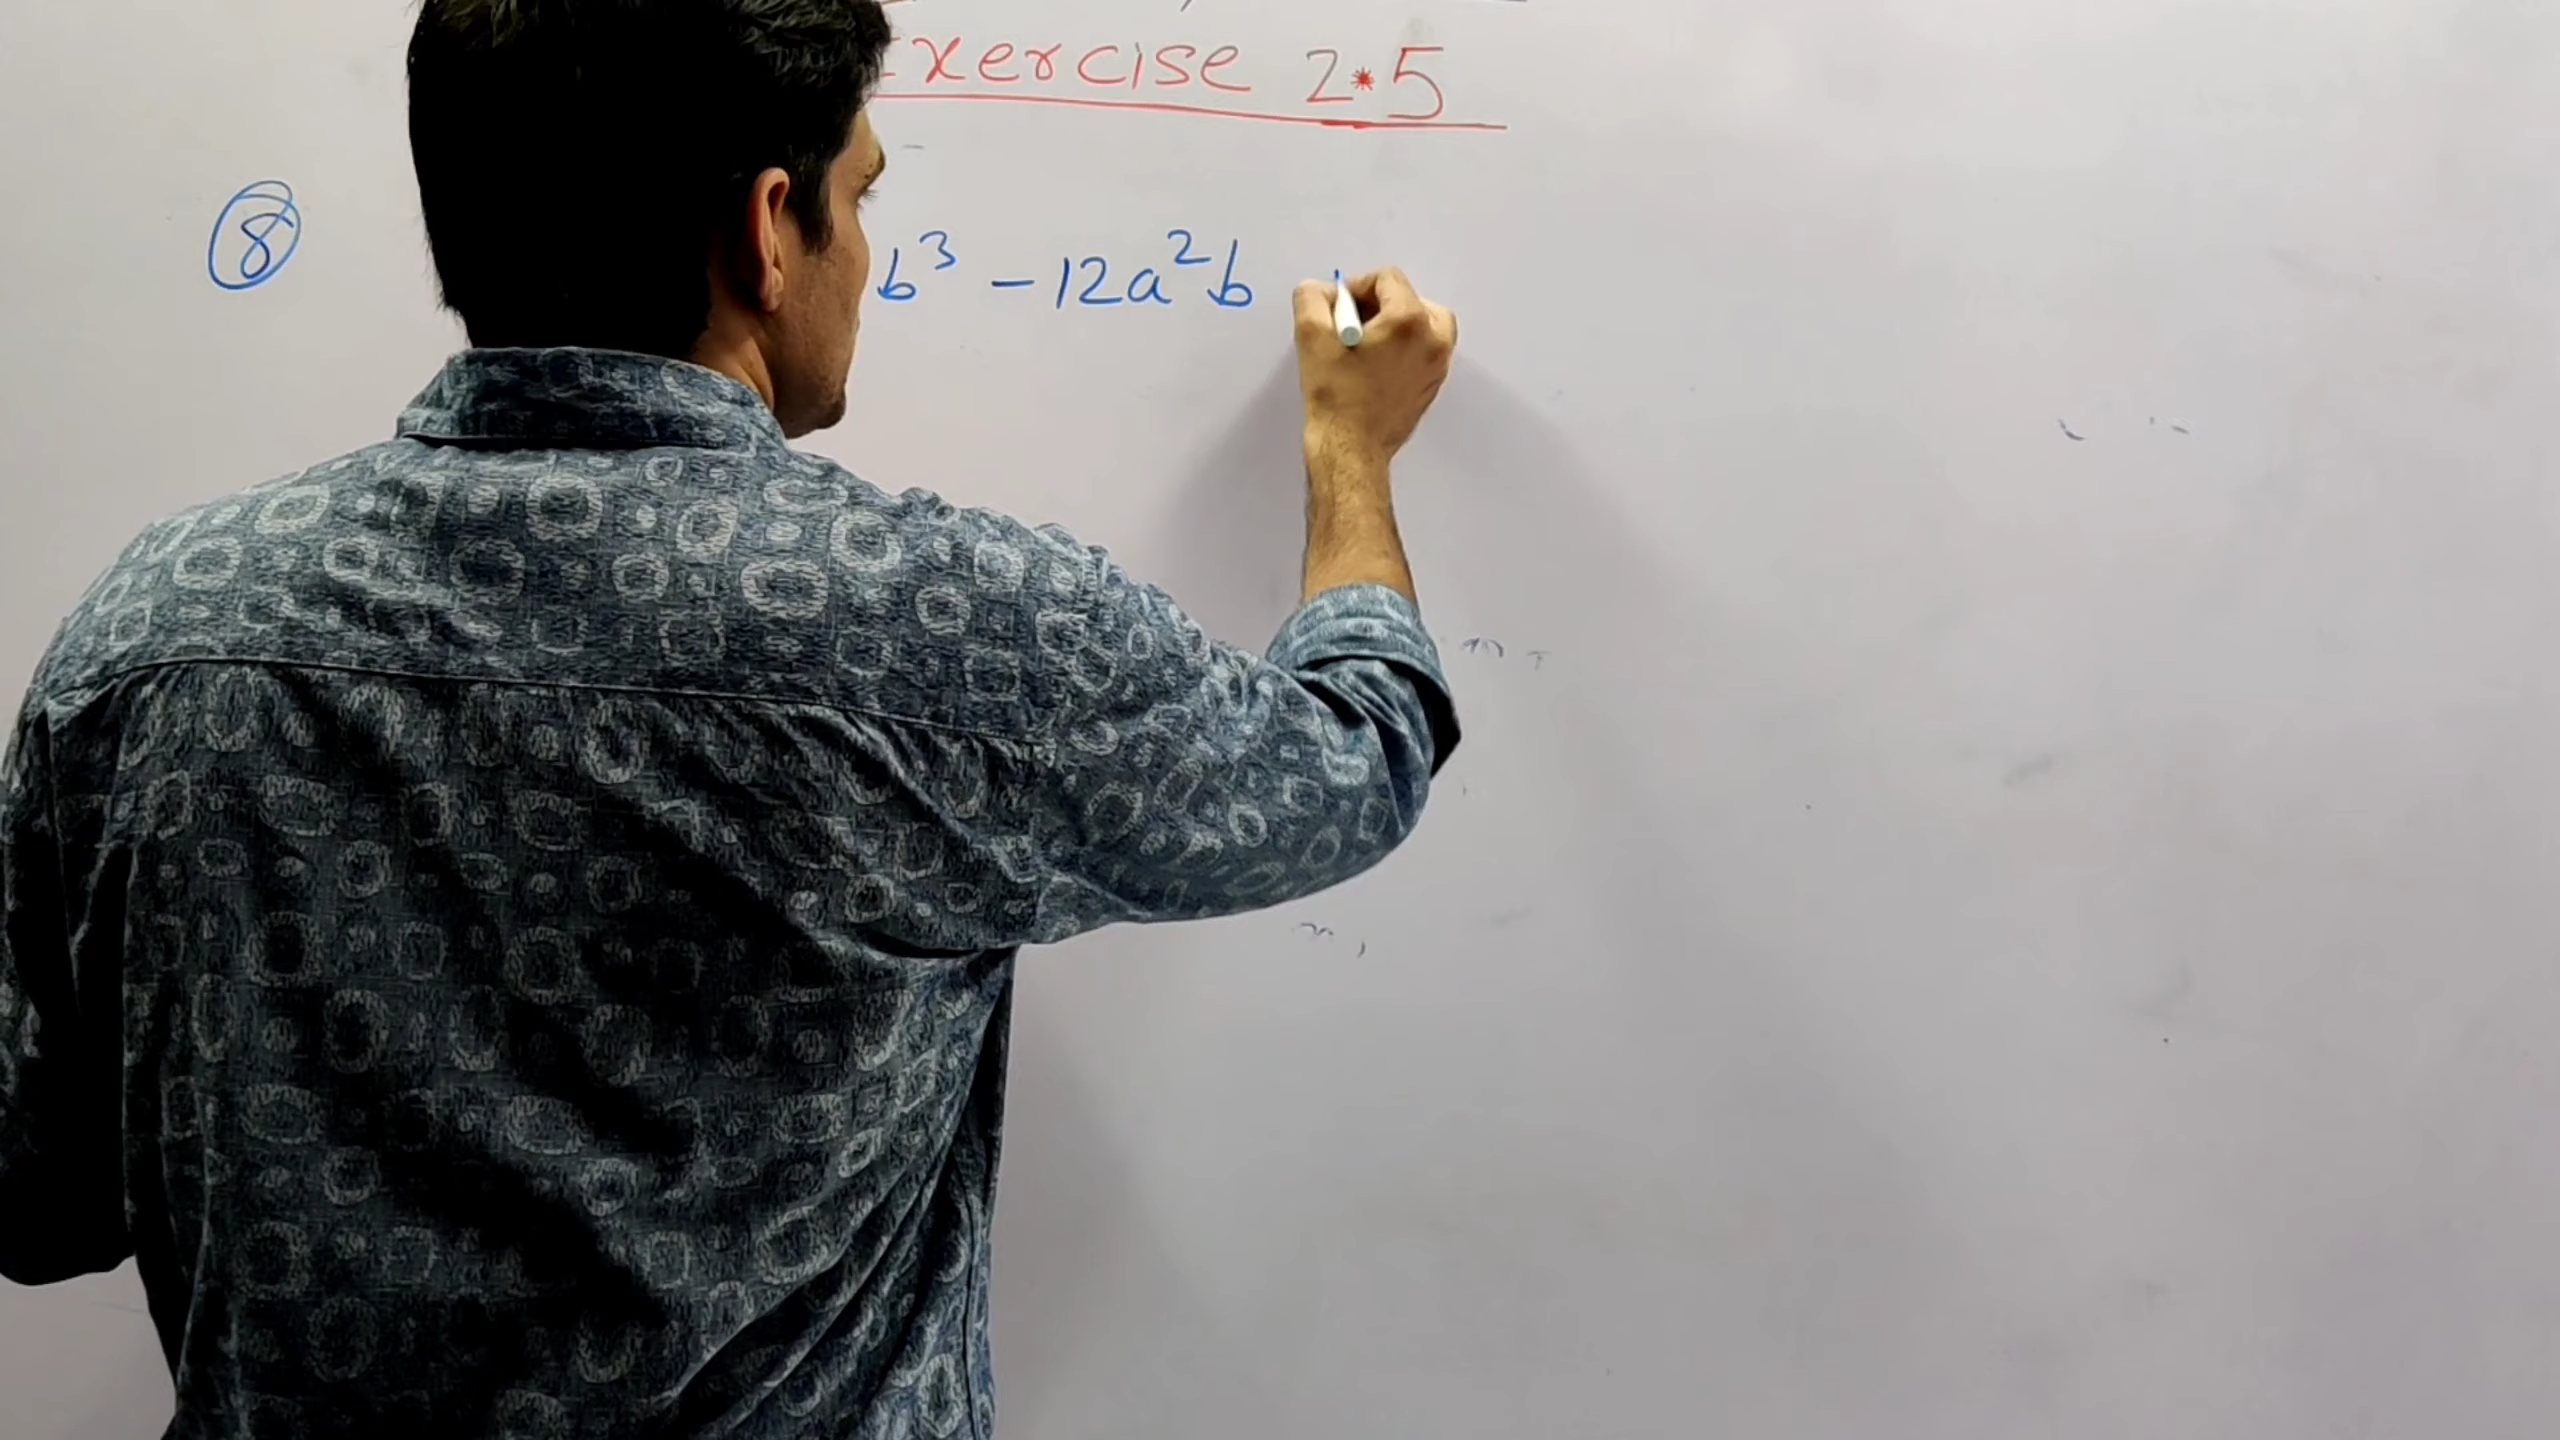 xercise 2.5
⑧ b³ - 12a²b